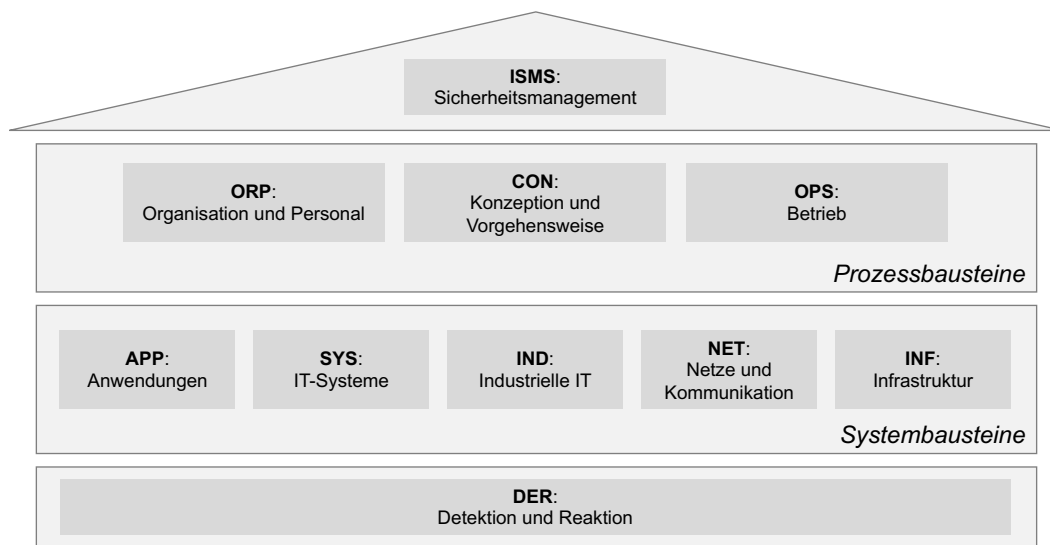 ISMS:
Sicherheitsmanagement
ORP:
Organisation und Personal
CON:
Konzeption und
Vorgehensweise
OPS:
Betrieb
Prozessbausteine
APP:
Anwendungen
SYS:
IT-Systeme
IND:
Industrielle IT
NET:
Netze und
Kommunikation
INF:
Infrastruktur
Systembausteine
DER:
Detektion und Reaktion